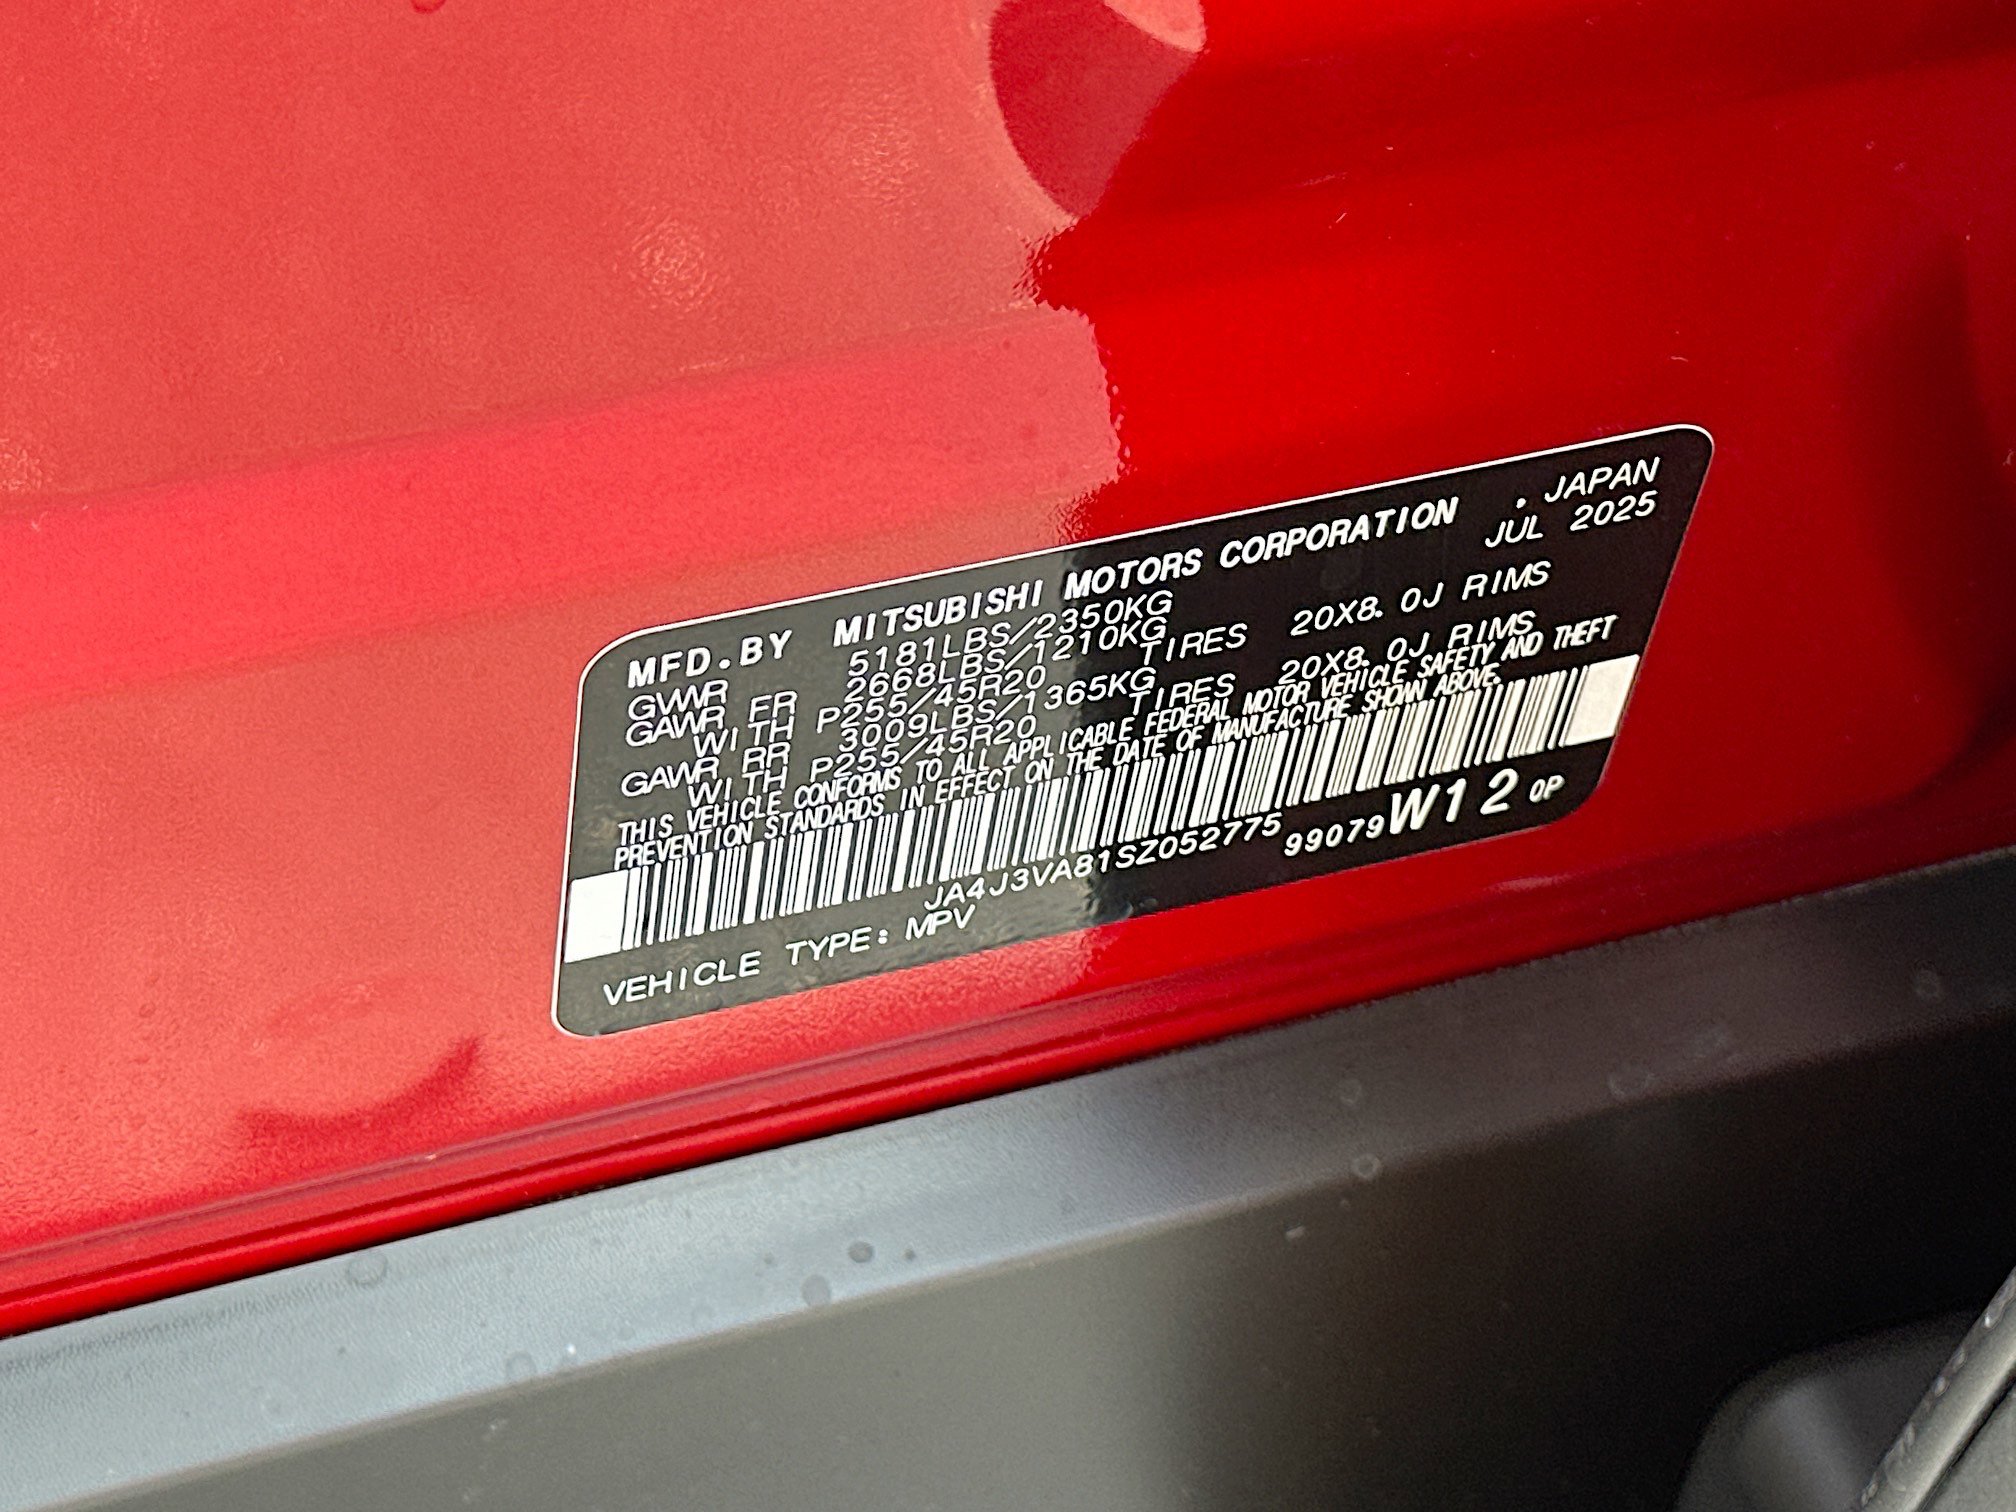 MFD.BY MITSUBISHI MOTORS CORPORATION . JAPAN
GVWR 5181LBS/2350KG JUL 2025
GAWR FR 2668LBS/1210KG
WITH P255/45R20 TIRES 20X8.0J RIMS
GAWR RR 3009LBS/1365KG
WITH P255/45R20 TIRES 20X8.0J RIMS
THIS VEHICLE CONFORMS TO ALL APPLICABLE FEDERAL MOTOR VEHICLE SAFETY AND THEFT
PREVENTION STANDARDS IN EFFECT ON THE DATE OF MANUFACTURE SHOWN ABOVE.
JA4J3VA81SZ052775 99079 W12 OP
VEHICLE TYPE: MPV